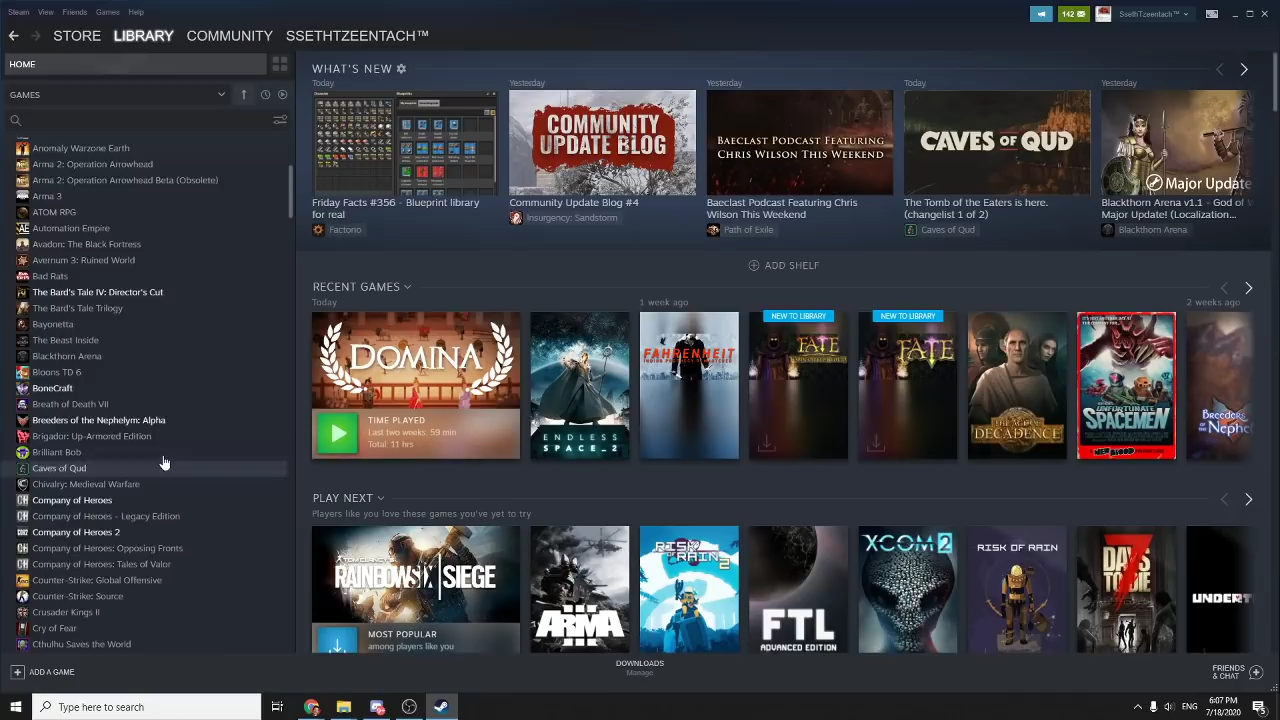 Steam View Friends Games Help
142
SsethTzeentach™
STORE LIBRARY COMMUNITY SSETHTZEENTACH™
HOME
GAMES
Anomaly Warzone Earth
Arma 2: Operation Arrowhead
Arma 2: Operation Arrowhead Beta (Obsolete)
Arma 3
ATOM RPG
Automation Empire
Avadon: The Black Fortress
Avernum 3: Ruined World
Bad Rats
The Bard's Tale IV: Director's Cut
The Bard's Tale Trilogy
Bayonetta
The Beast Inside
Blackthorn Arena
Bloons TD 6
BoneCraft
Breath of Death VII
Breeders of the Nephelym: Alpha
Brigador: Up-Armored Edition
Brilliant Bob
Caves of Qud
Chivalry: Medieval Warfare
Company of Heroes
Company of Heroes - Legacy Edition
Company of Heroes 2
Company of Heroes: Opposing Fronts
Company of Heroes: Tales of Valor
Counter-Strike: Global Offensive
Counter-Strike: Source
Crusader Kings II
Cry of Fear
Cthulhu Saves the World
ADD A GAME
WHAT'S NEW
Today
Friday Facts #356 - Blueprint library
for real
Factorio
Yesterday
COMMUNITY
UPDATE BLOG
Community Update Blog #4
Insurgency: Sandstorm
Yesterday
BAECLAST PODCAST FEATURING
CHRIS WILSON THIS WEEKEND
Baeclast Podcast Featuring Chris
Wilson This Weekend
Path of Exile
Today
CAVES OF QUD
The Tomb of the Eaters is here.
(changelist 1 of 2)
Caves of Qud
Yesterday
Major Update
Blackthorn Arena v1.1 - God of
Major Update! (Localization...
Blackthorn Arena
ADD SHELF
RECENT GAMES
Today
DOMINA
TIME PLAYED
Last two weeks: 59 min
Total: 11 hrs
ENDLESS
SPACE_2
1 week ago
FAHRENHEIT
INDIGO PROPHECY REMASTERED
NEW TO LIBRARY
FATE
NEW TO LIBRARY
FATE
THE AGE OF
DECADENCE
UNFORTUNATE
SPACEMEN
NEW BLOOD
2 weeks ago
Breeders
of the Neph
PLAY NEXT
Players like you love these games you've yet to try
RAINBOW SIX | SIEGE
MOST POPULAR
among players like you
ARMA
III
RISK OF
RAIN 2
FTL
ADVANCED EDITION
XCOM 2
RISK OF RAIN
7
DAYS
TO DIE
UNDERT
DOWNLOADS
Manage
FRIENDS
& CHAT
Type here to search
ENG
6:07 PM
7/18/2020